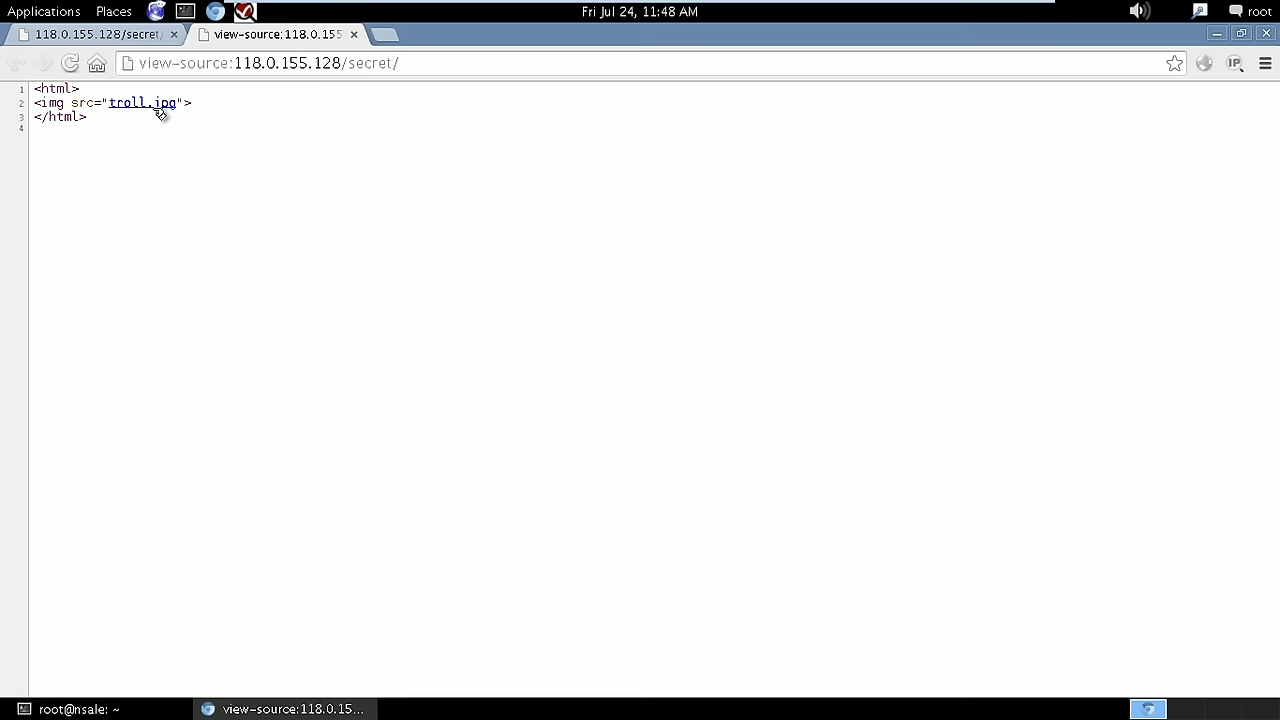 Applications Places Fri Jul 24, 11:48 AM root
118.0.155.128/secret/ view-source:118.0.155
view-source:118.0.155.128/secret/ IP
1 <html>
2 <img src="troll.jpg">
3 </html>
4
root@nsale: ~ view-source:118.0.15...